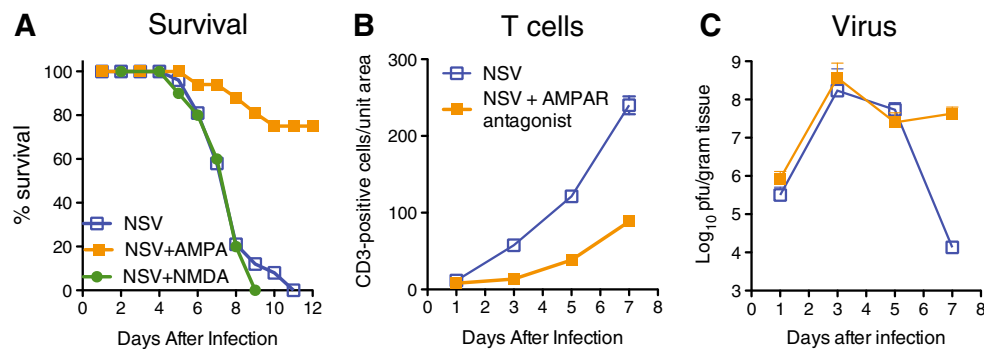 A
Survival
% survival
100
80
60
40
20
0
NSV
NSV+AMPA
NSV+NMDA
0 2 4 6 8 10 12
Days After Infection
B
T cells
CD3-positive cells/unit area
300
200
100
0
NSV
NSV + AMPAR
antagonist
0 1 2 3 4 5 6 7 8
Days After Infection
C
Virus
Log10 pfu/gram tissue
9
8
7
6
5
4
3
0 1 2 3 4 5 6 7 8
Days after infection